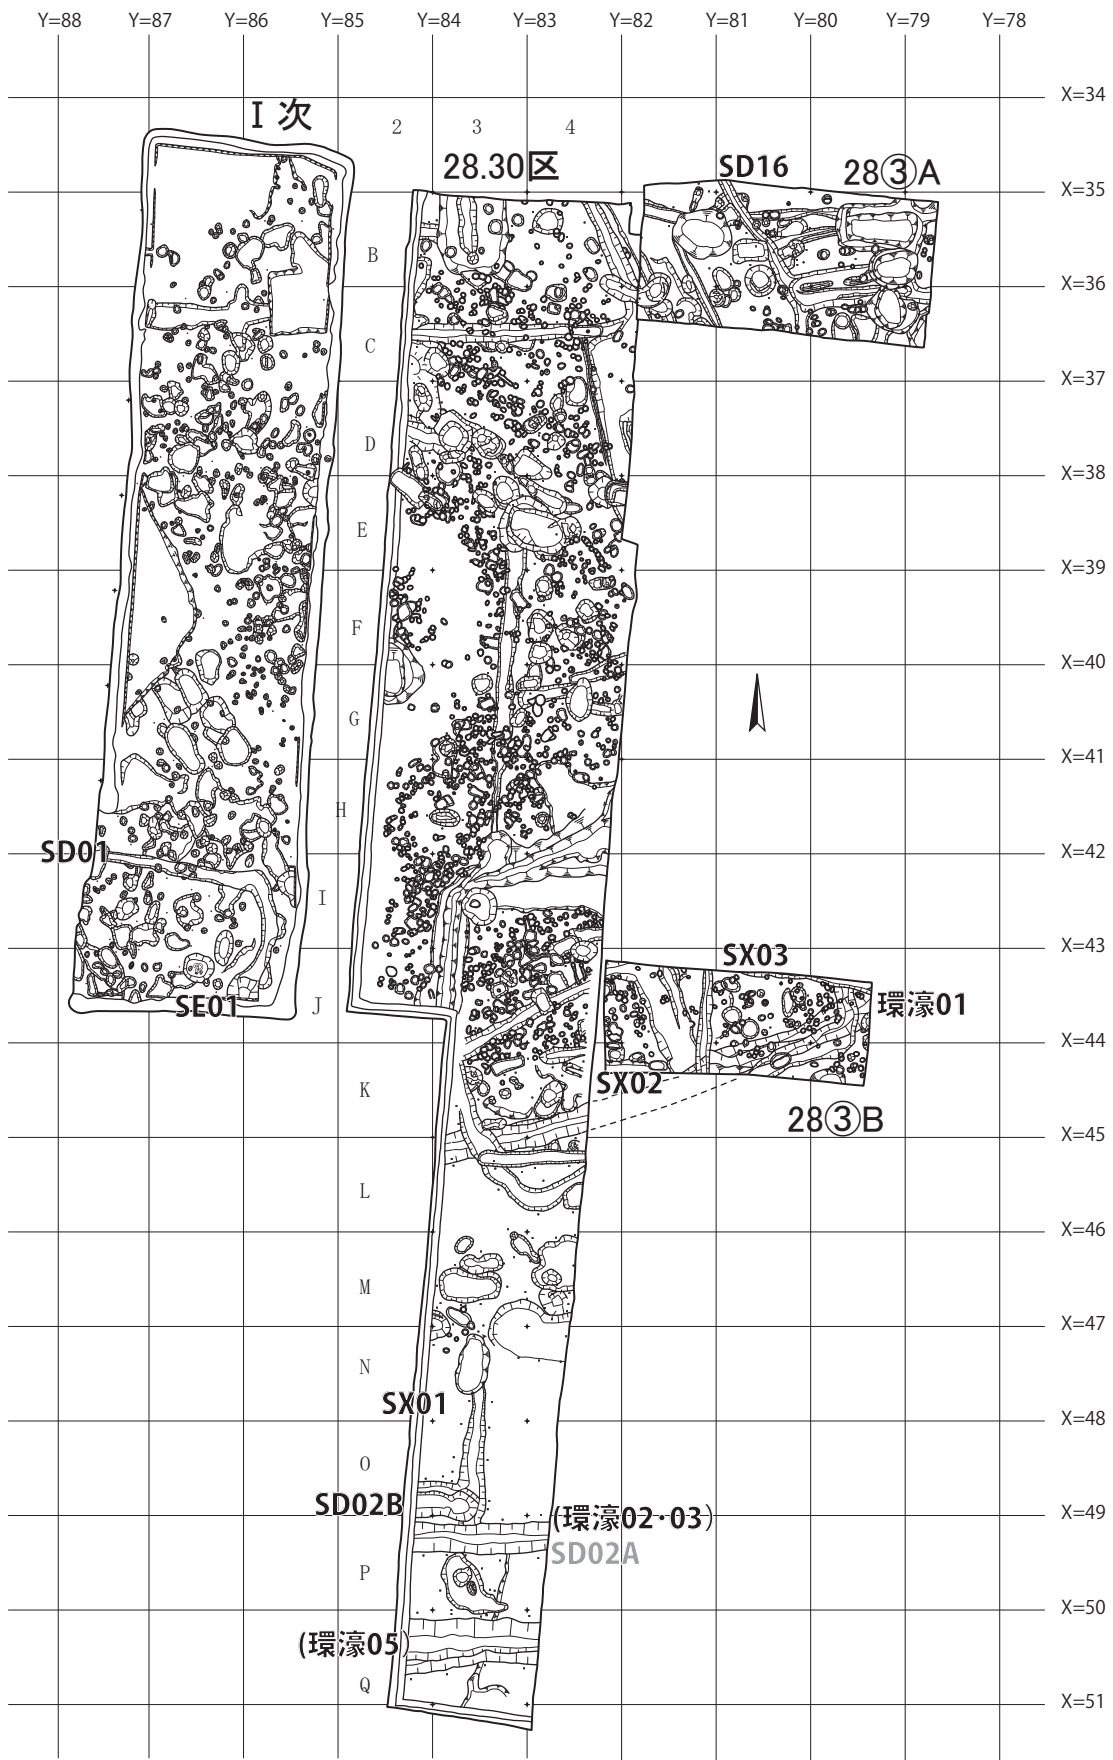 Y=88 Y=87 Y=86 Y=85 Y=84 Y=83 Y=82 Y=81 Y=80 Y=79 Y=78
X=34
Ⅰ 次
2 3 4
28.30区
SD16
28③A
X=35
B
X=36
C
X=37
D
X=38
E
X=39
F
X=40
G
X=41
H
SD01
X=42
I
X=43
SX03
SE01
J
環濠01
X=44
SX02
K
28③B
X=45
L
X=46
M
X=47
N
SX01
X=48
O
SD02B
(環濠02・03)
X=49
SD02A
P
X=50
(環濠05)
Q
X=51